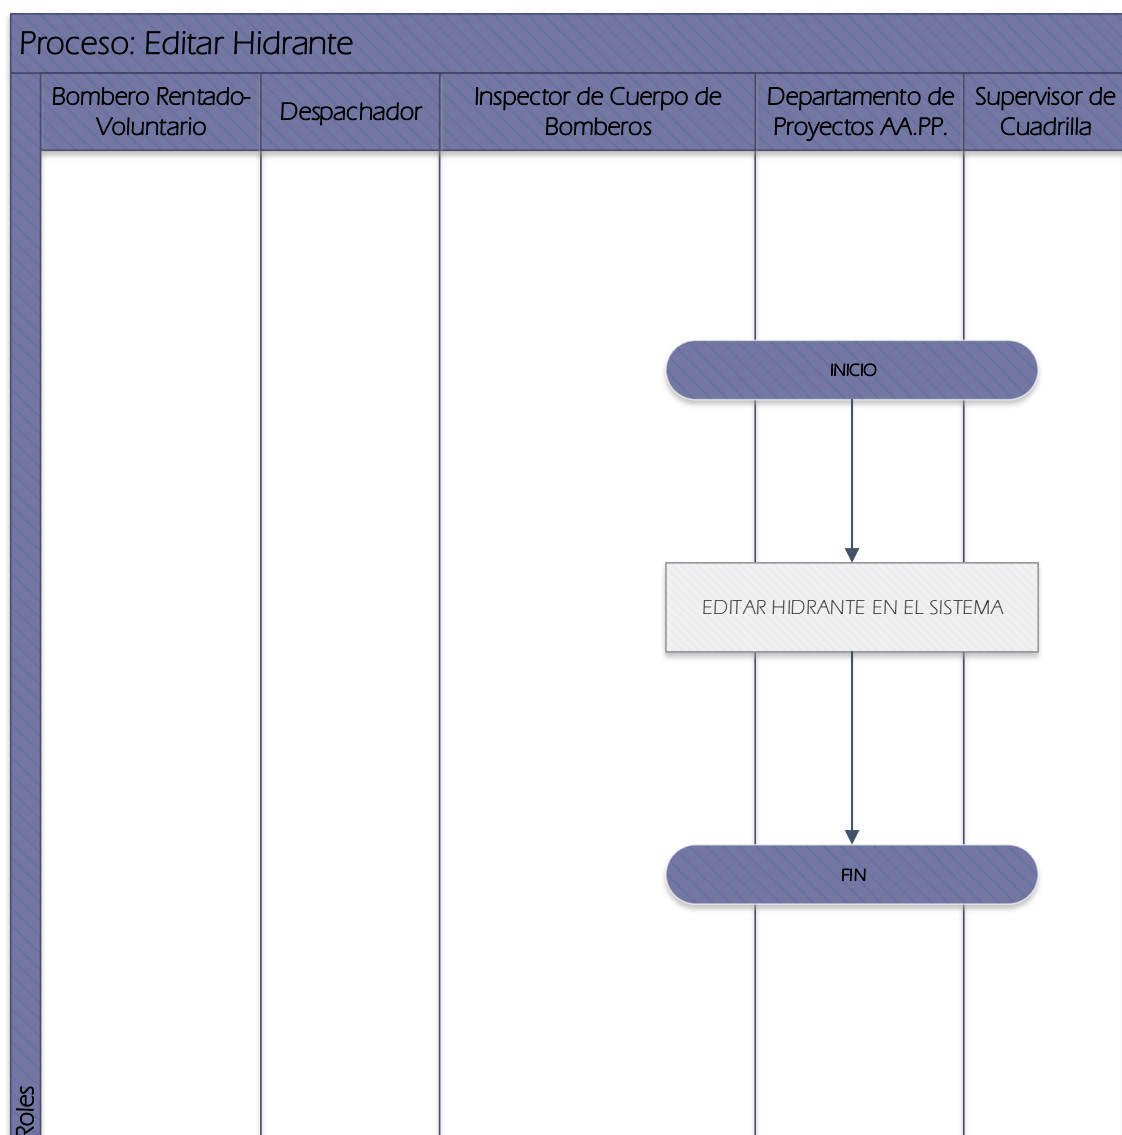 Proceso: Editar Hidrante
Bombero Rentado-
Voluntario
Despachador
Inspector de Cuerpo de
Bomberos
Departamento de
Proyectos AA.PP.
Supervisor de
Cuadrilla
INICIO
EDITAR HIDRANTE EN EL SISTEMA
FIN
Roles